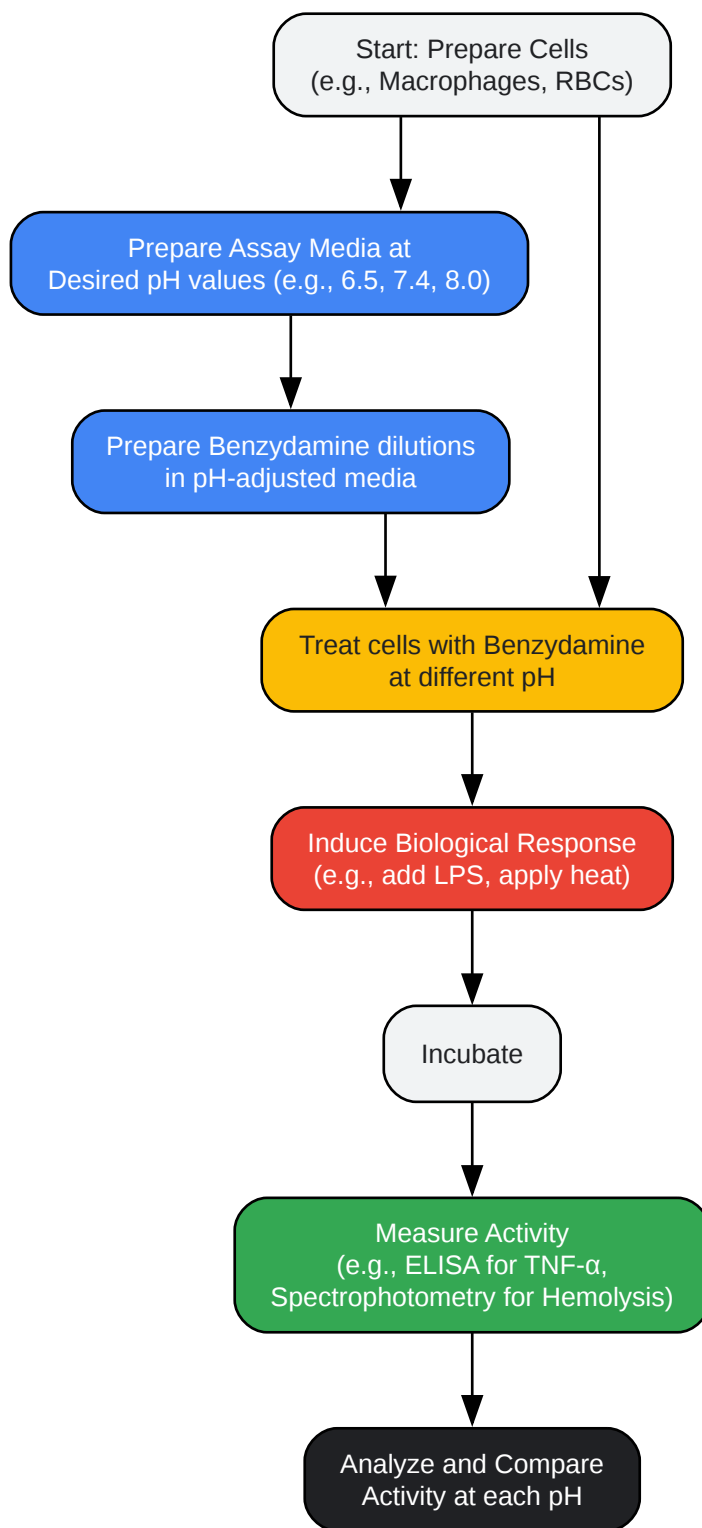 Start: Prepare Cells
(e.g., Macrophages, RBCs)
Prepare Assay Media at
Desired pH values (e.g., 6.5, 7.4, 8.0)
Prepare Benzydamine dilutions
in pH-adjusted media
Treat cells with Benzydamine
at different pH
Induce Biological Response
(e.g., add LPS, apply heat)
Incubate
Measure Activity
(e.g., ELISA for TNF-α,
Spectrophotometry for Hemolysis)
Analyze and Compare
Activity at each pH